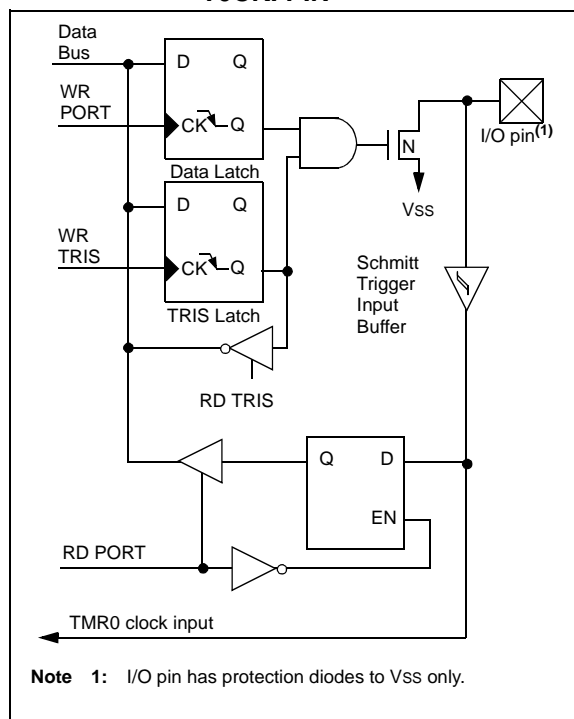 Data
Bus
D Q
WR
PORT
CK Q
Data Latch
N
I/O pin(1)
VSS
D Q
WR
TRIS
CK Q
TRIS Latch
Schmitt
Trigger
Input
Buffer
RD TRIS
Q D
EN
RD PORT
TMR0 clock input
Note 1: I/O pin has protection diodes to VSS only.